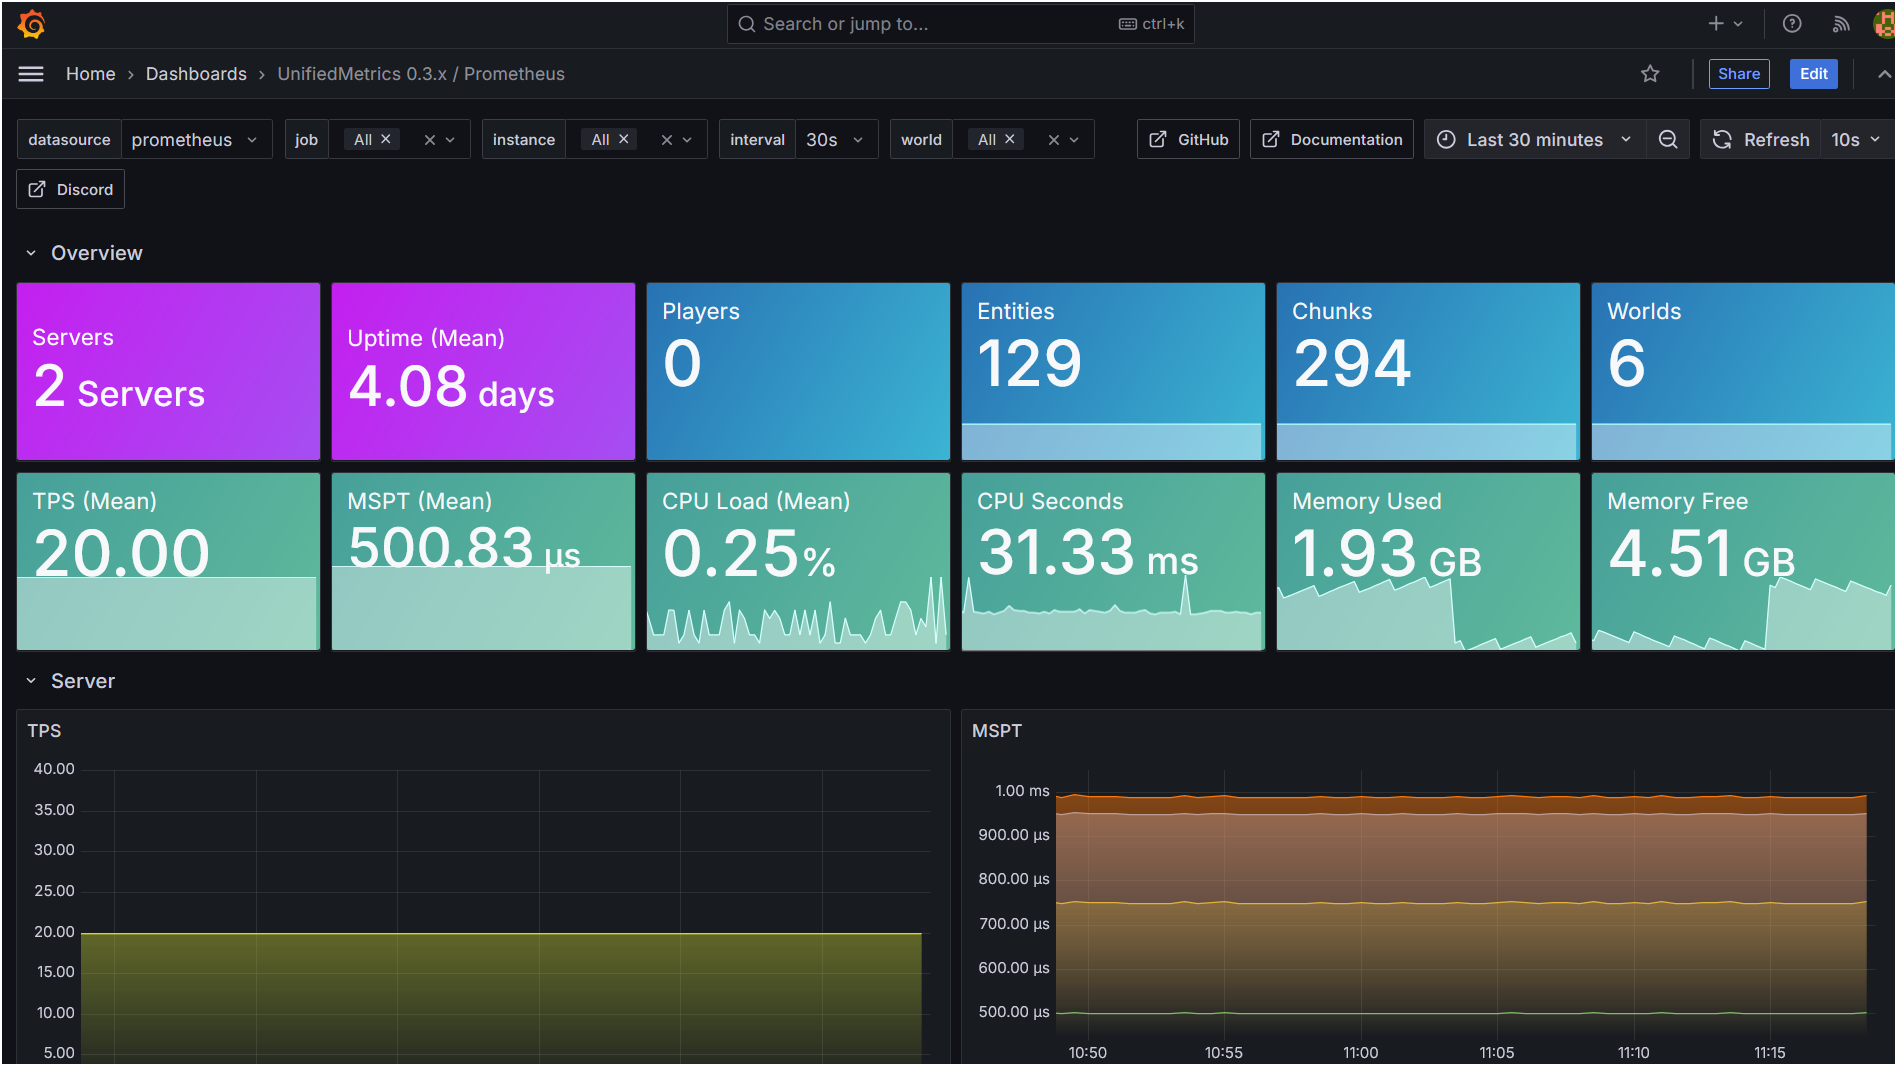 Search or jump to... ctrl+k
Home › Dashboards › UnifiedMetrics 0.3.x / Prometheus Share Edit
datasource prometheus job All × instance All × interval 30s world All × GitHub Documentation Last 30 minutes Refresh 10s
Discord
Overview
Servers
2 Servers
Uptime (Mean)
4.08 days
Players
0
Entities
129
Chunks
294
Worlds
6
TPS (Mean)
20.00
MSPT (Mean)
500.83 µs
CPU Load (Mean)
0.25%
CPU Seconds
31.33 ms
Memory Used
1.93 GB
Memory Free
4.51 GB
Server
TPS
40.00
35.00
30.00
25.00
20.00
15.00
10.00
5.00
MSPT
1.00 ms
900.00 µs
800.00 µs
700.00 µs
600.00 µs
500.00 µs
10:50 10:55 11:00 11:05 11:10 11:15